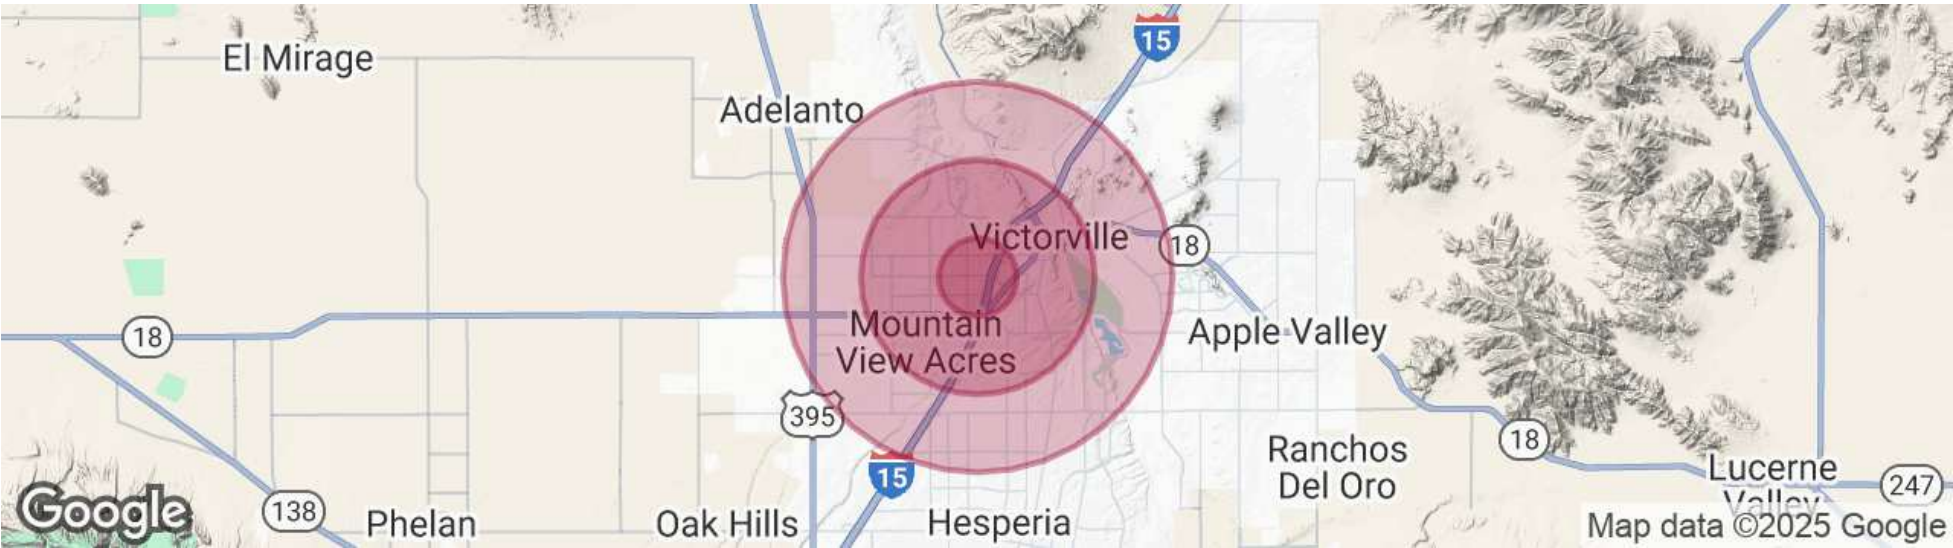 15
El Mirage
Adelanto
Victorville
18
Mountain
View Acres
Apple Valley
18
395
18
Ranchos
Del Oro
Lucerne
Valley
15
247
138
Phelan
Oak Hills
Hesperia
Google
Map data ©2025 Google